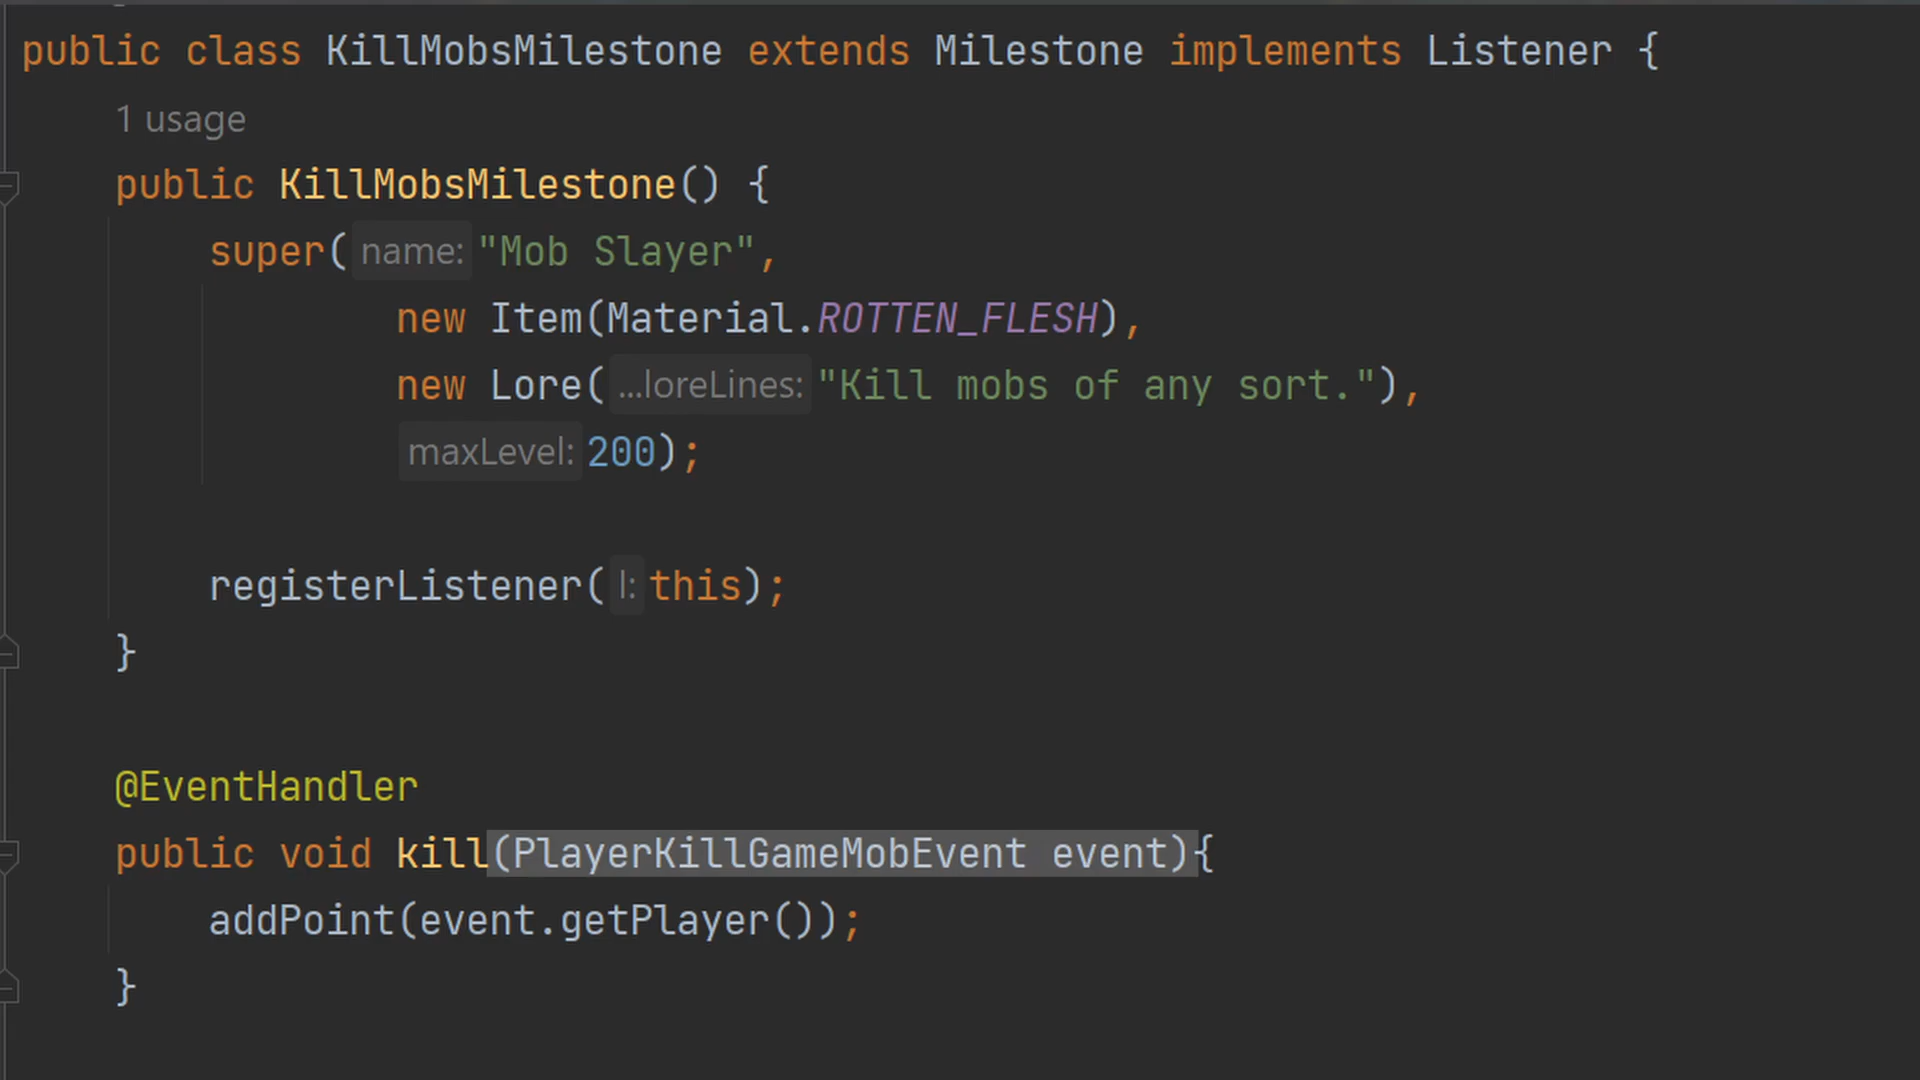 public class KillMobsMilestone extends Milestone implements Listener {
1 usage
public KillMobsMilestone() {
super( name: "Mob Slayer",
new Item(Material.ROTTEN_FLESH),
new Lore( ...loreLines: "Kill mobs of any sort."),
maxLevel: 200);
registerListener( l: this);
}
@EventHandler
public void kill(PlayerKillGameMobEvent event){
addPoint(event.getPlayer());
}